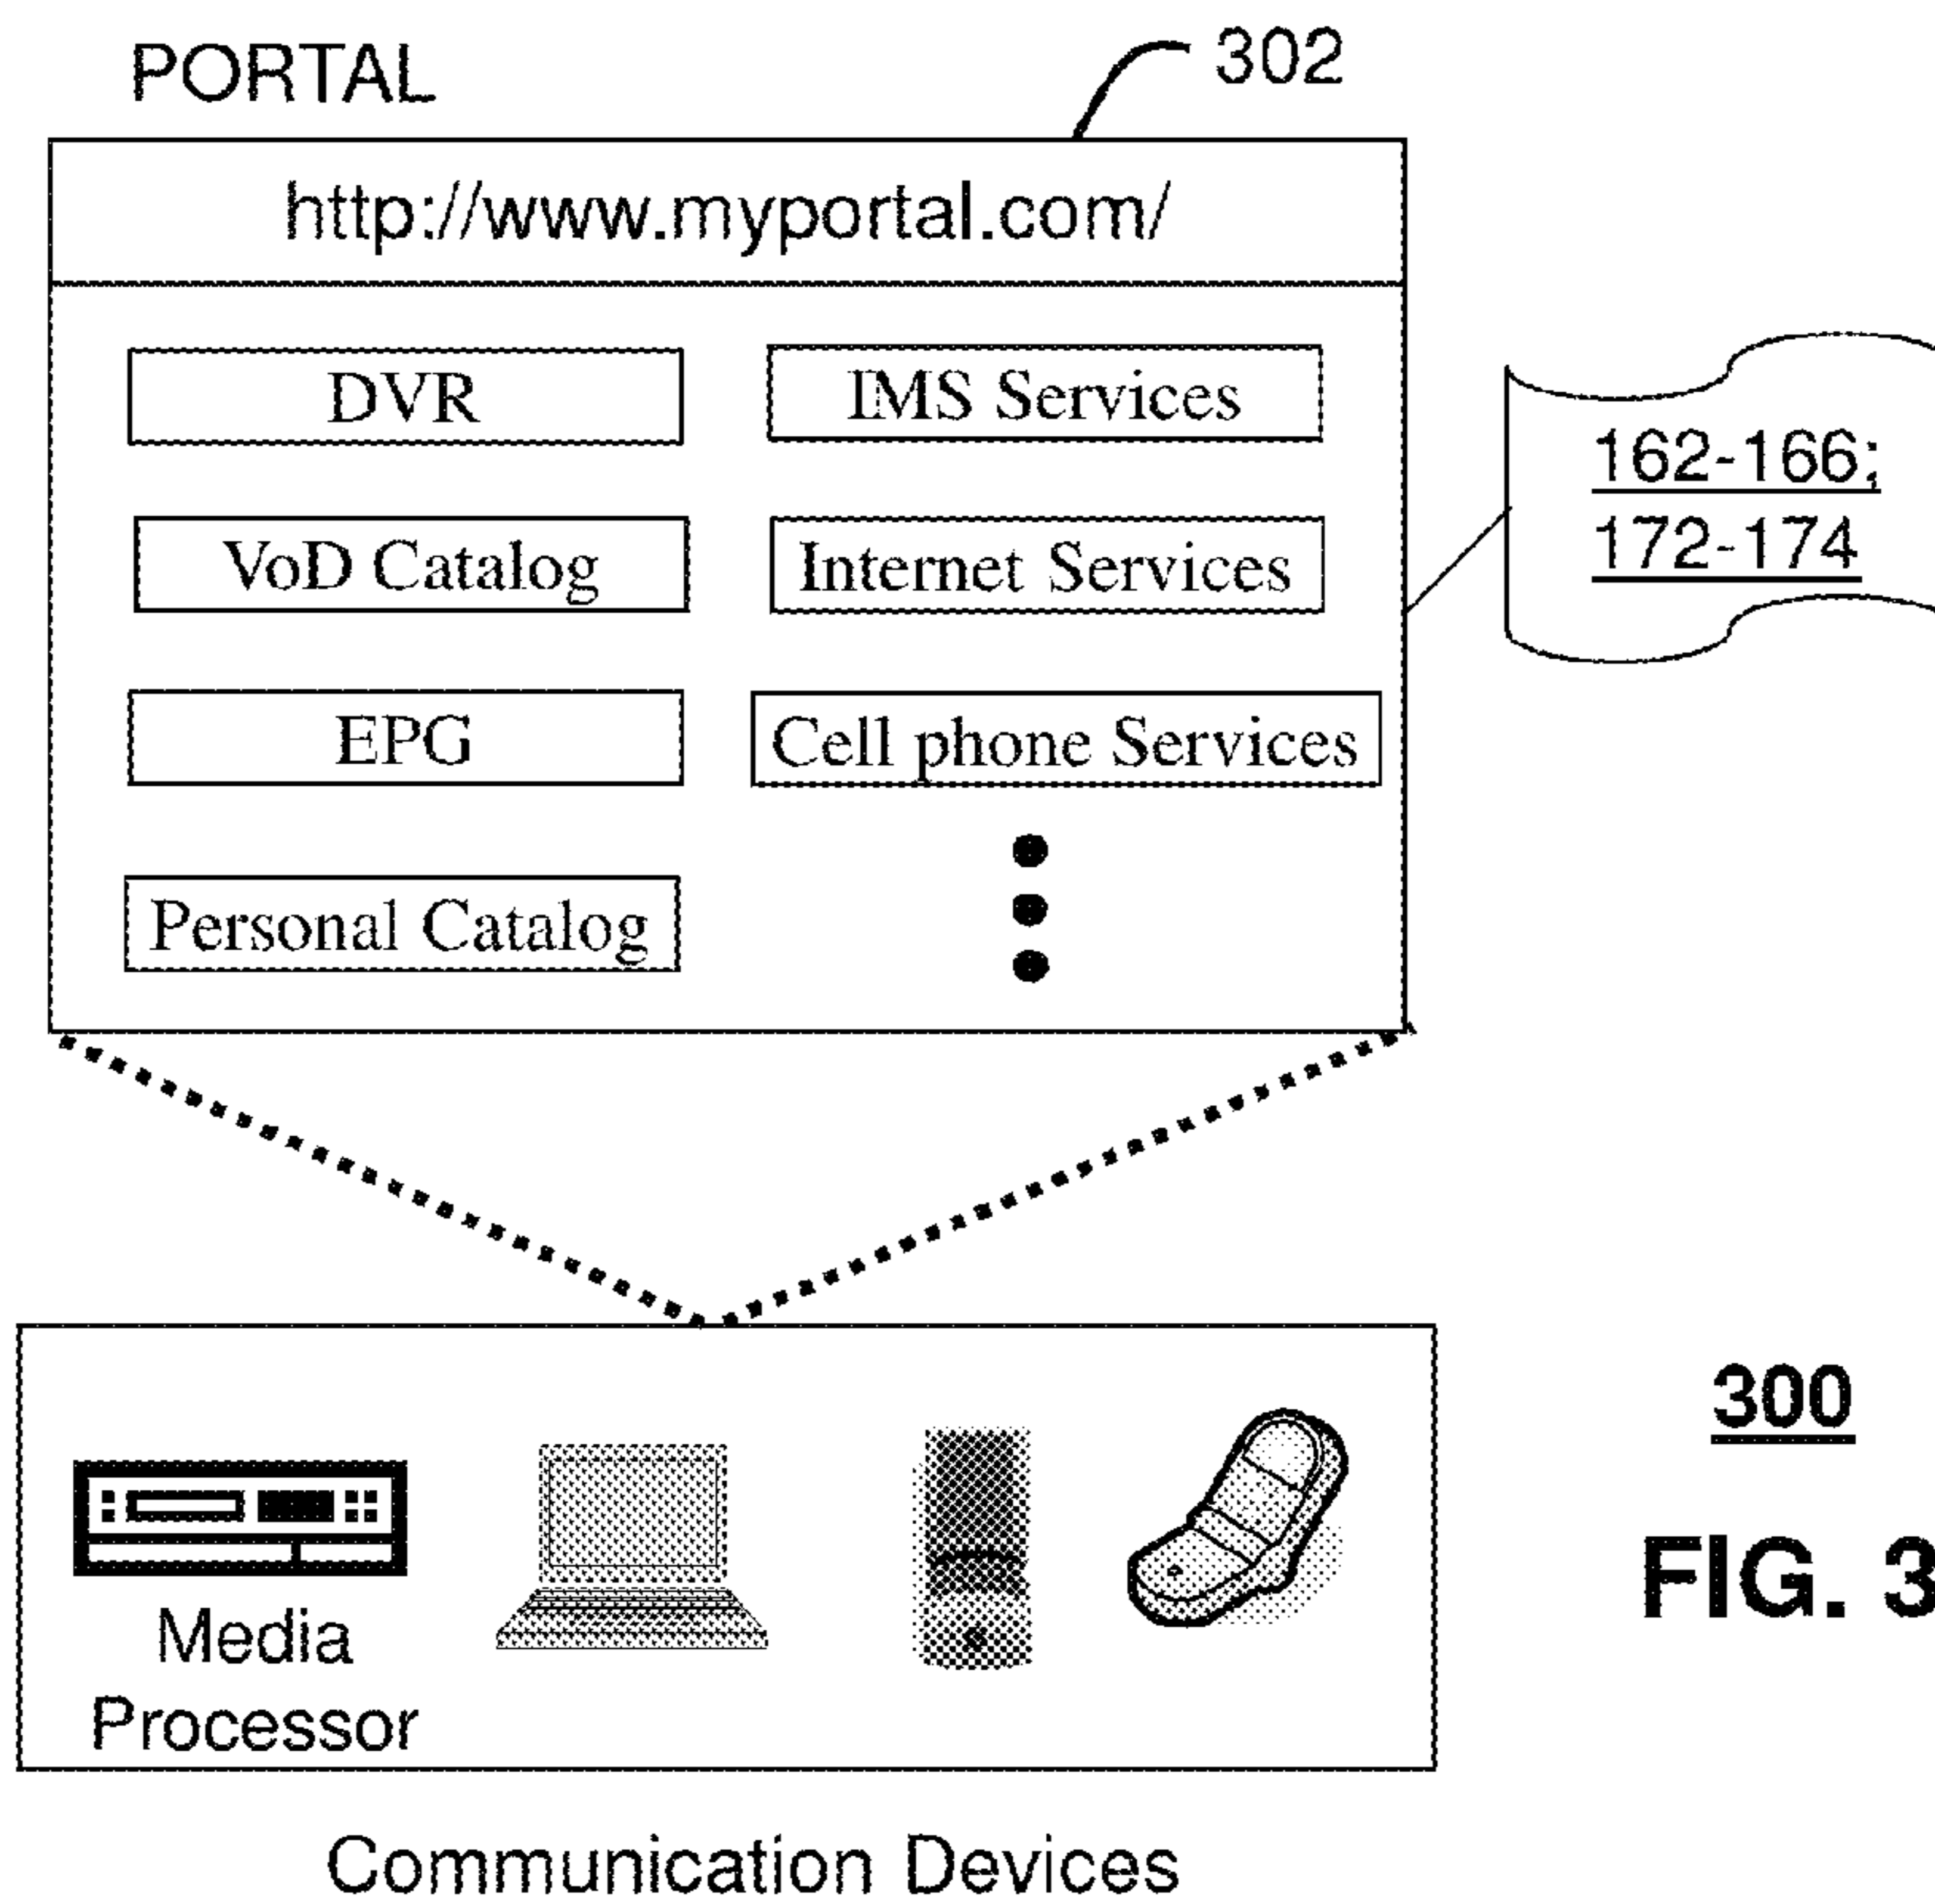 PORTAL
302
http://www.myportal.com/
DVR
IMS Services
162-166;
172-174
VoD Catalog
Internet Services
EPG
Cell phone Services
Personal Catalog
300
FIG. 3
Media
Processor
Communication Devices